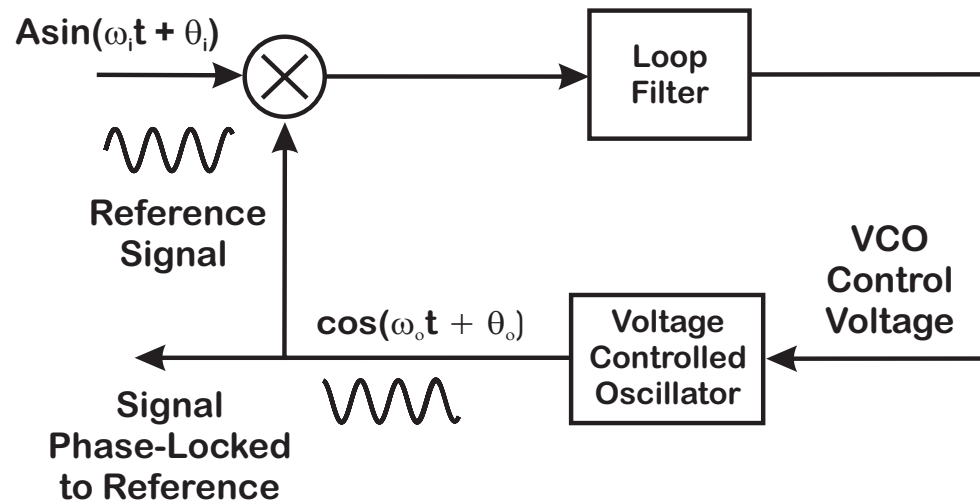 Asin(ωᵢt + θᵢ)
Loop
Filter
Reference
Signal
VCO
Control
Voltage
cos(ωₒt + θₒ)
Voltage
Controlled
Oscillator
Signal
Phase-Locked
to Reference